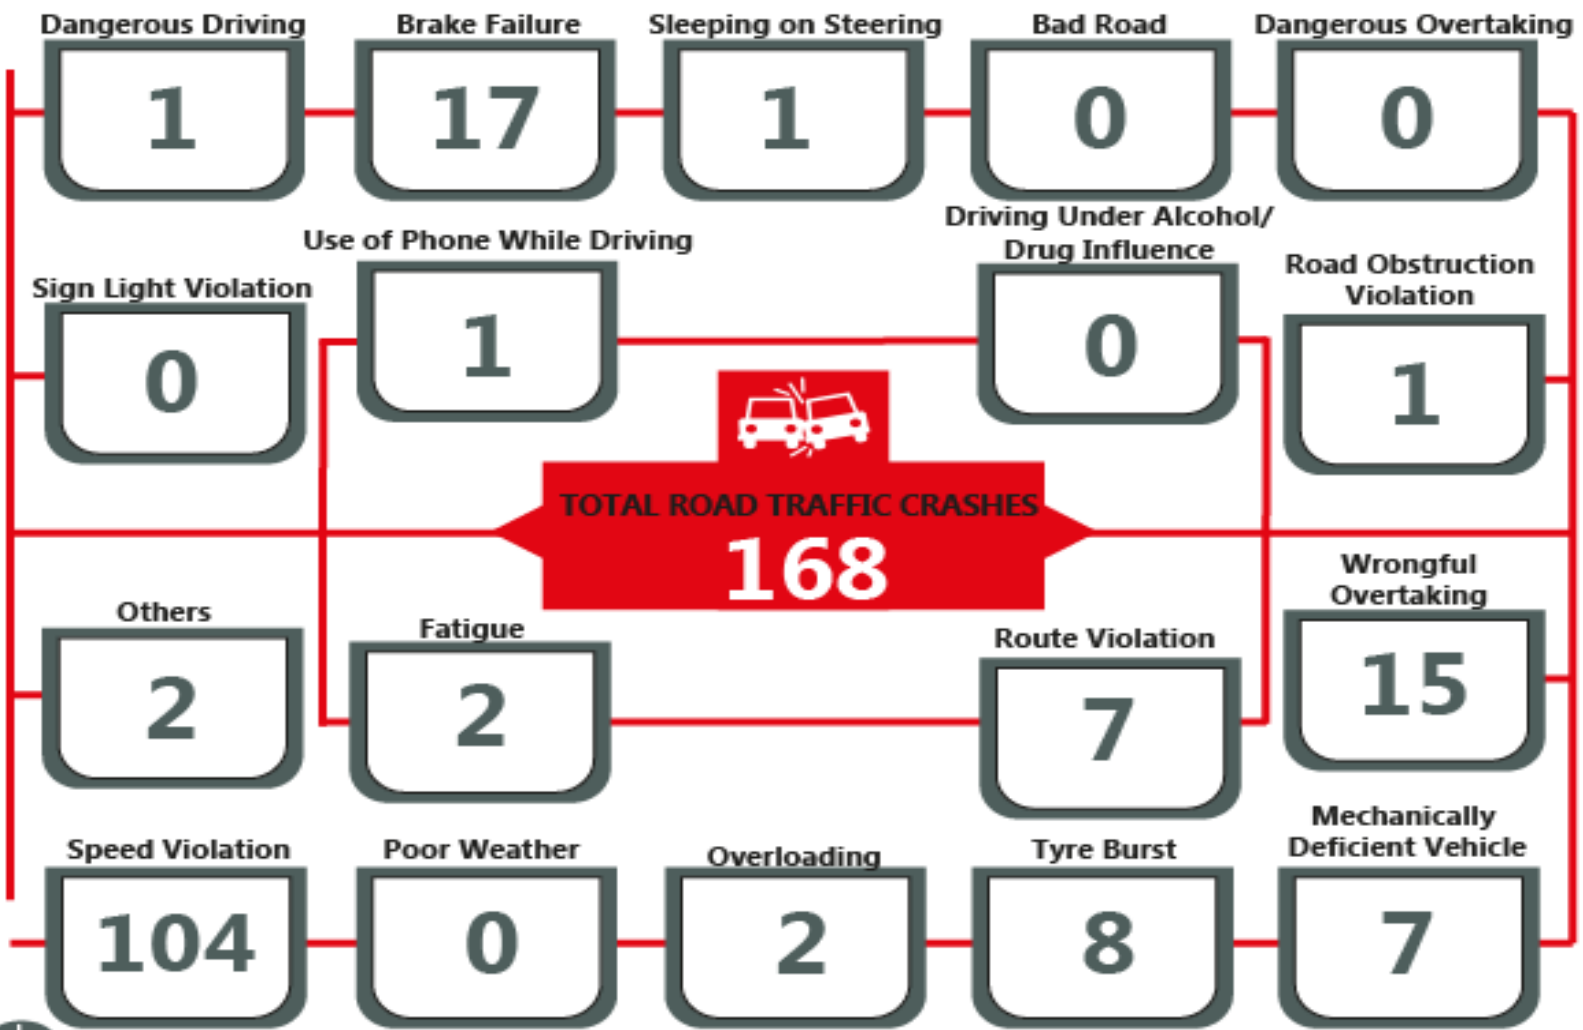 Dangerous Driving
1
Brake Failure
17
Sleeping on Steering
1
Bad Road
0
Dangerous Overtaking
0
Sign Light Violation
0
Use of Phone While Driving
1
Driving Under Alcohol/
Drug Influence
0
Road Obstruction
Violation
1
TOTAL ROAD TRAFFIC CRASHES
168
Others
2
Fatigue
2
Route Violation
7
Wrongful
Overtaking
15
Speed Violation
104
Poor Weather
0
Overloading
2
Tyre Burst
8
Mechanically
Deficient Vehicle
7